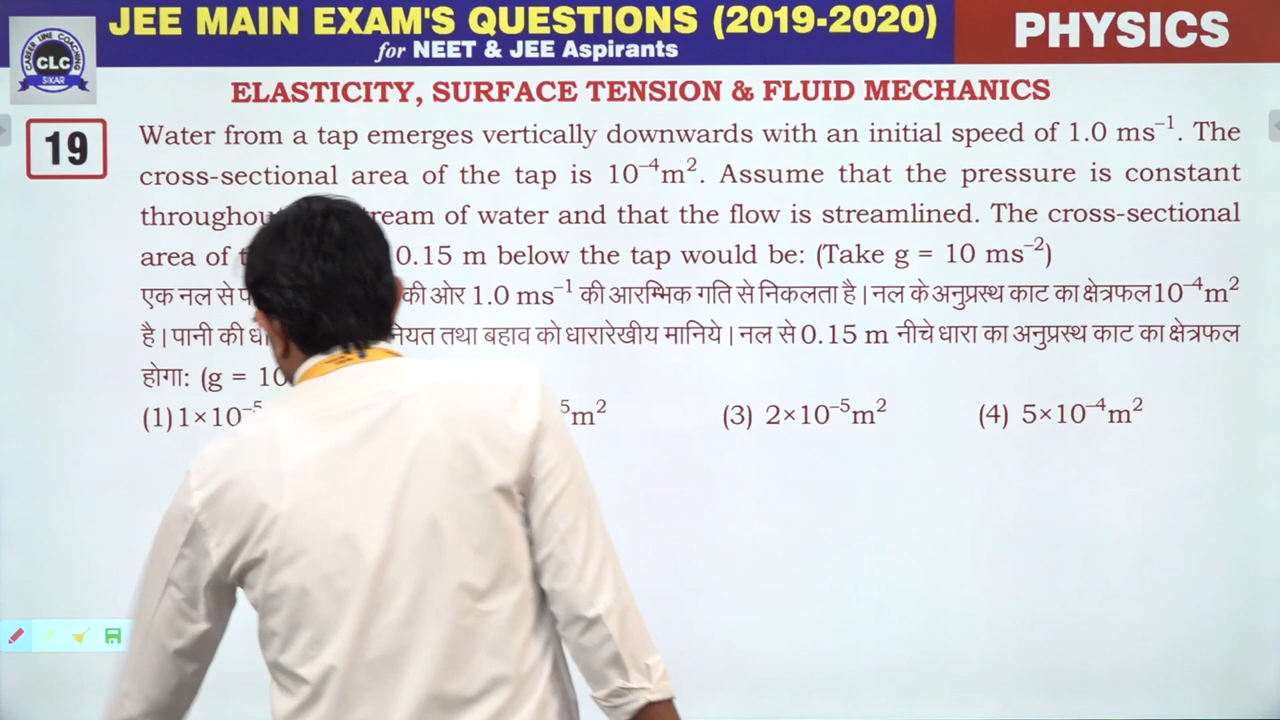 JEE MAIN EXAM'S QUESTIONS (2019-2020)
for NEET & JEE Aspirants
PHYSICS
CAREER LINE COACHING
CLC
SIKAR
ELASTICITY, SURFACE TENSION & FLUID MECHANICS
19
Water from a tap emerges vertically downwards with an initial speed of 1.0 ms⁻¹. The
cross-sectional area of the tap is 10⁻⁴m². Assume that the pressure is constant
ream of water and that the flow is streamlined. The cross-sectional
area of 0.15 m below the tap would be: (Take g = 10 ms⁻²)
एक नल से की ओर 1.0 ms⁻¹ की आरम्भिक गति से निकलता है। नल के अनुप्रस्थ काट का क्षेत्रफल 10⁻⁴m²
है। पानी की तथा बहाव को धारारेखीय मानिये। नल से 0.15 m नीचे धारा का अनुप्रस्थ काट का क्षेत्रफल
होगा: (g = 10
(1) 1×10⁻⁵ ⁵m² (3) 2×10⁻⁵m² (4) 5×10⁻⁴m²